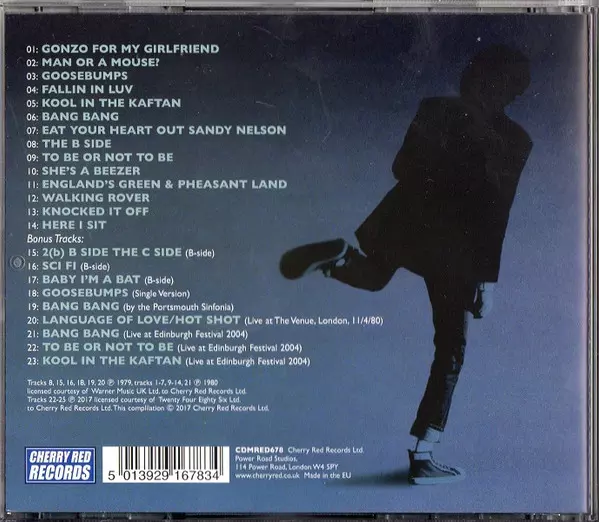 01: GONZO FOR MY GIRLFRIEND
02: MAN OR A MOUSE?
03: GOOSEBUMPS
04: FALLIN IN LUV
05: KOOL IN THE KAFTAN
06: BANG BANG
07: EAT YOUR HEART OUT SANDY NELSON
08: THE B SIDE
09: TO BE OR NOT TO BE
10: SHE'S A BEEZER
11: ENGLAND'S GREEN & PHEASANT LAND
12: WALKING ROVER
13: KNOCKED IT OFF
14: HERE I SIT
Bonus Tracks:
15: 2(b) B SIDE THE C SIDE (B-side)
16: SCI FI (B-side)
17: BABY I'M A BAT (B-side)
18: GOOSEBUMPS (Single Version)
19: BANG BANG (by the Portsmouth Sinfonia)
20: LANGUAGE OF LOVE/HOT SHOT (Live at The Venue, London, 11/4/80)
21: BANG BANG (Live at Edinburgh Festival 2004)
22: TO BE OR NOT TO BE (Live at Edinburgh Festival 2004)
23: KOOL IN THE KAFTAN (Live at Edinburgh Festival 2004)
Tracks 8, 15, 16, 18, 19, 20 ℗ 1979, tracks 1-7, 9-14, 21 ℗ 1980
licensed courtesy of Warner Music UK Ltd. to Cherry Red Records Ltd.
Tracks 22-25 ℗ 2017 licensed courtesy of Twenty Four Eighty Six Ltd.
to Cherry Red Records Ltd. This compilation © 2017 Cherry Red Records Ltd.
CHERRY RED
RECORDS
5 013929 167834
CDMRED678 Cherry Red Records Ltd.
Power Road Studios,
114 Power Road, London W4 5PY
www.cherryred.co.uk Made in the EU